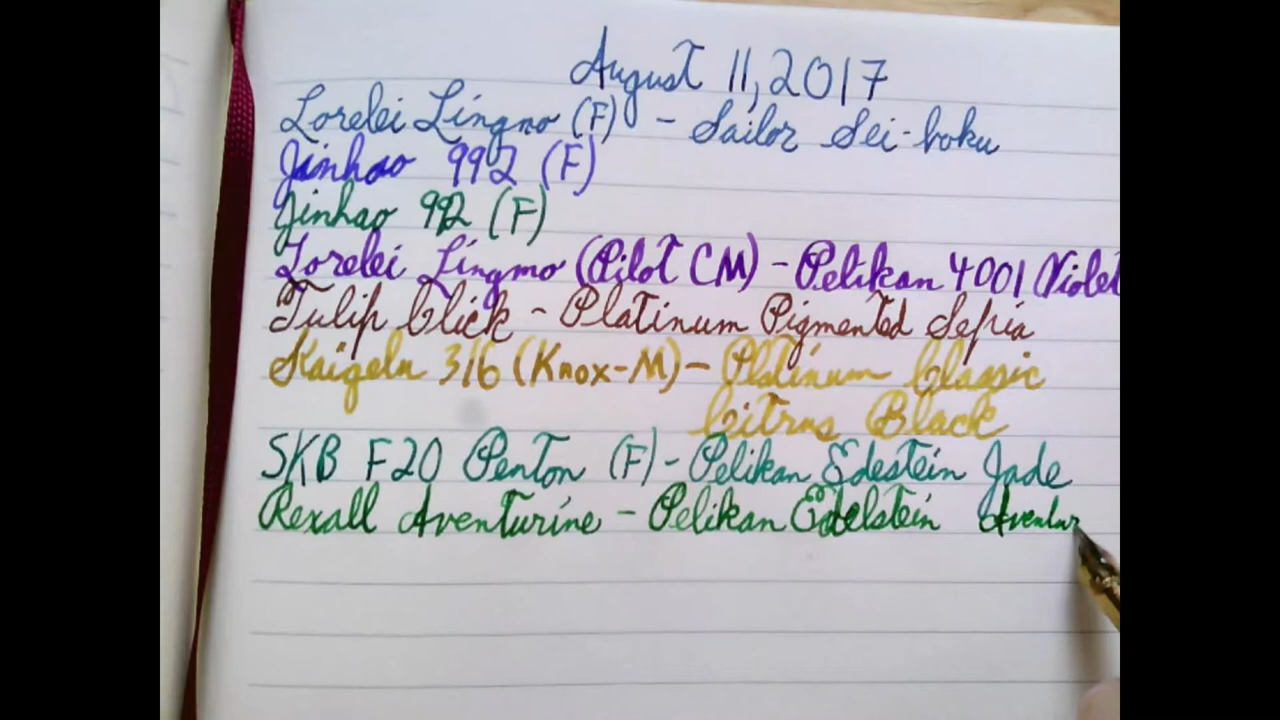 August 11, 2017
Lorelei Lingmo (F) - Sailor Sei-boku
Jinhao 992 (F)
Jinhao 992 (F)
Lorelei Lingmo (Pilot CM) - Pelikan 4001 Violet
Tulip Click - Platinum Pigmented Sepia
Kaigelu 316 (Knox-M) - Platinum Classic
Citrus Black
SKB F20 Penton (F) - Pelikan Edestein Jade
Rexall Aventurine - Pelikan Edelstein Aventur